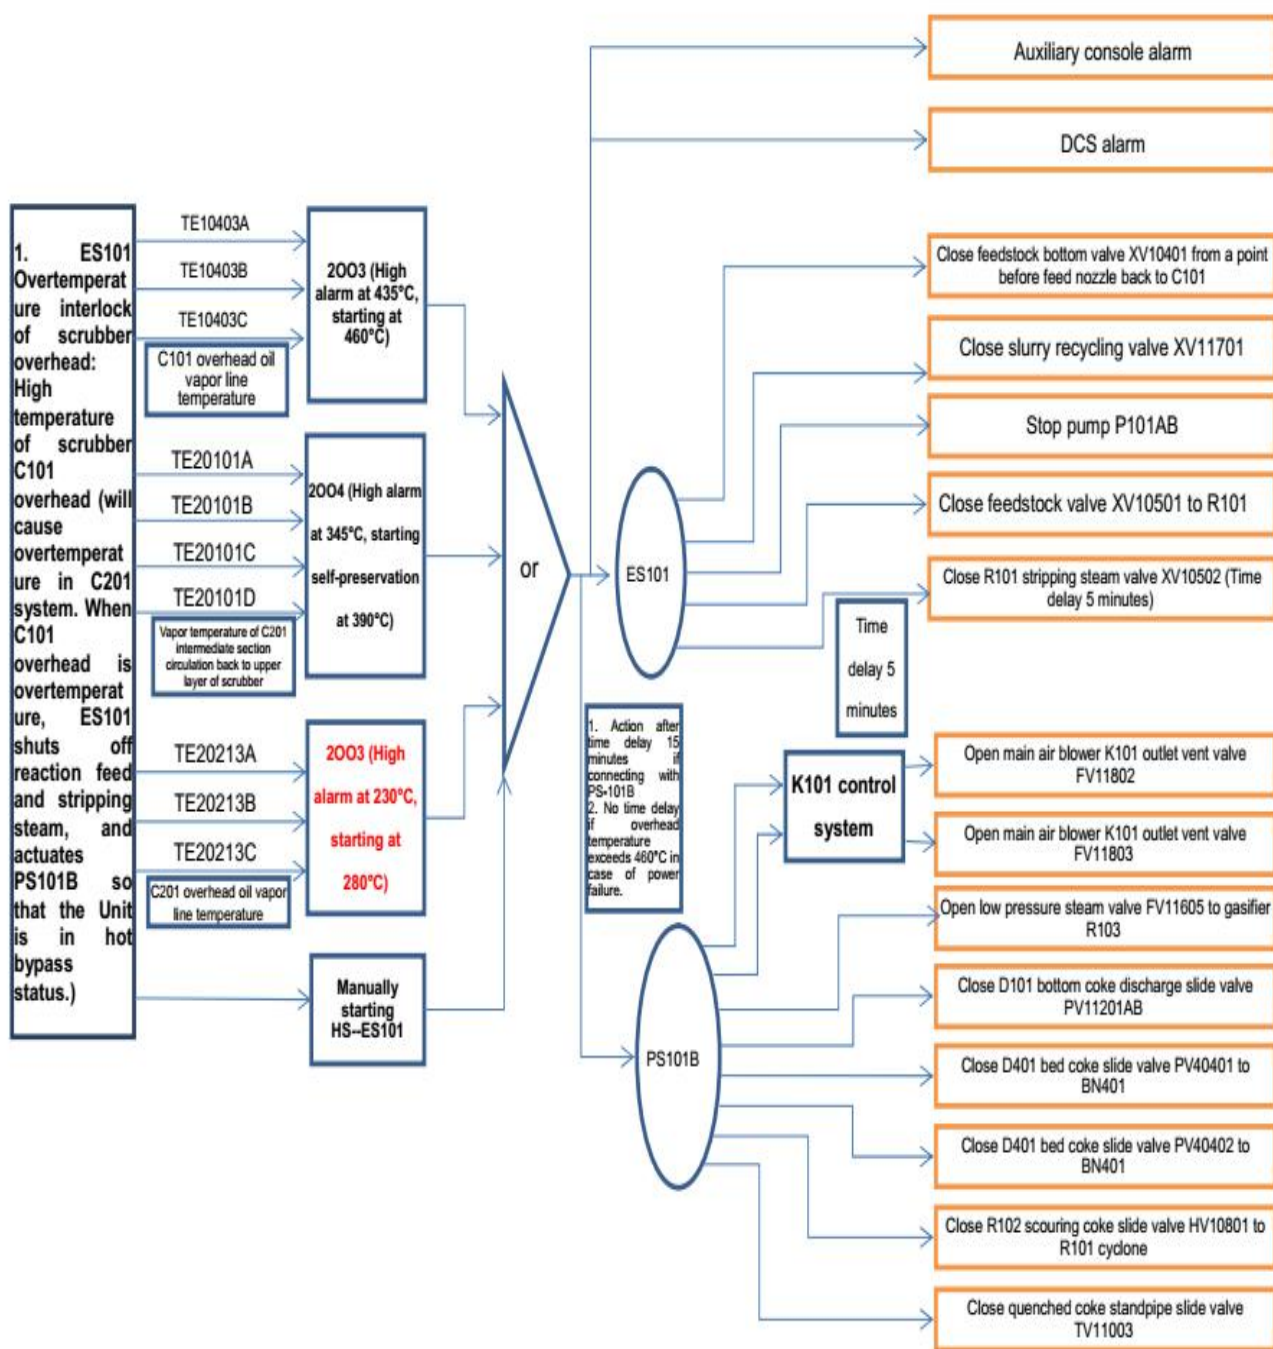 1. ES101
Overtemperat
ure interlock
of scrubber
overhead:
High
temperature
of scrubber
C101
overhead (will
cause
overtemperat
ure in C201
system. When
C101
overhead is
overtemperat
ure, ES101
shuts off
reaction feed
and stripping
steam, and
actuates
PS101B so
that the Unit
is in hot
bypass
status.)
TE10403A
TE10403B
TE10403C
C101 overhead oil
vapor line
temperature
TE20101A
TE20101B
TE20101C
TE20101D
Vapor temperature of C201
intermediate section
circulation back to upper
layer of scrubber
TE20213A
TE20213B
TE20213C
C201 overhead oil vapor
line temperature
2OO3 (High
alarm at 435°C,
starting at
460°C)
2OO4 (High alarm
at 345°C, starting
self-preservation
at 390°C)
2OO3 (High
alarm at 230°C,
starting at
280°C)
Manually
starting
HS--ES101
or
ES101
1. Action after
time delay 15
minutes if
connecting with
PS-101B
2. No time delay
if overhead
temperature
exceeds 460°C in
case of power
failure.
PS101B
Time
delay 5
minutes
K101 control
system
Auxiliary console alarm
DCS alarm
Close feedstock bottom valve XV10401 from a point
before feed nozzle back to C101
Close slurry recycling valve XV11701
Stop pump P101AB
Close feedstock valve XV10501 to R101
Close R101 stripping steam valve XV10502 (Time
delay 5 minutes)
Open main air blower K101 outlet vent valve
FV11802
Open main air blower K101 outlet vent valve
FV11803
Open low pressure steam valve FV11605 to gasifier
R103
Close D101 bottom coke discharge slide valve
PV11201AB
Close D401 bed coke slide valve PV40401 to
BN401
Close D401 bed coke slide valve PV40402 to
BN401
Close R102 scouring coke slide valve HV10801 to
R101 cyclone
Close quenched coke standpipe slide valve
TV11003